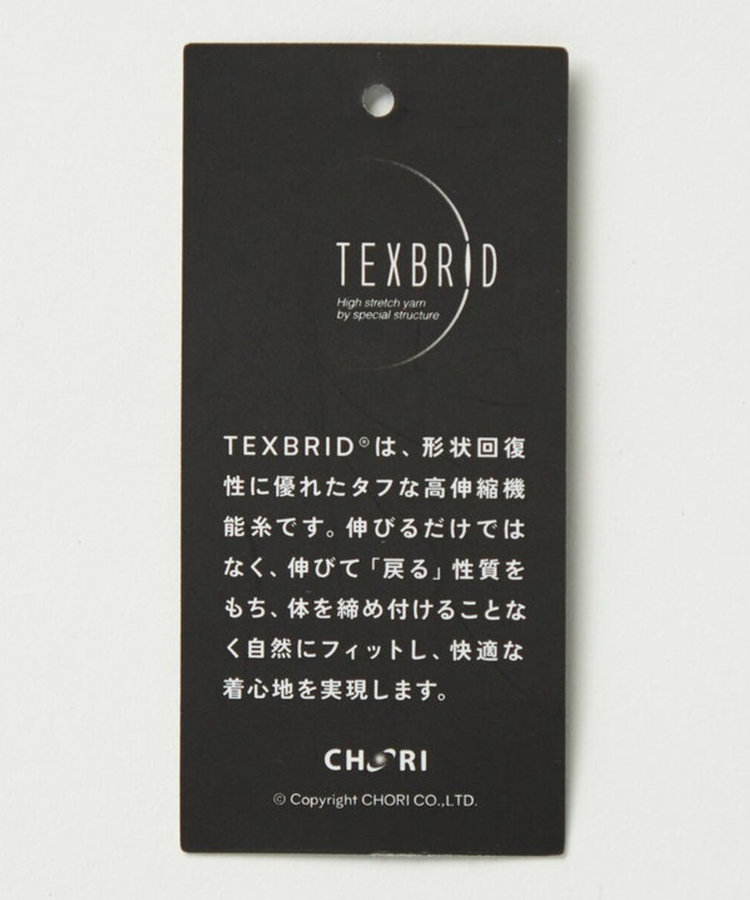 TEXBRID
High stretch yarn
by special structure
TEXBRID®は、形状回復
性に優れたタフな高伸縮機
能糸です。伸びるだけでは
なく、伸びて「戻る」性質を
もち、体を締め付けることな
く自然にフィットし、快適な
着心地を実現します。
CHORI
© Copyright CHORI CO.,LTD.